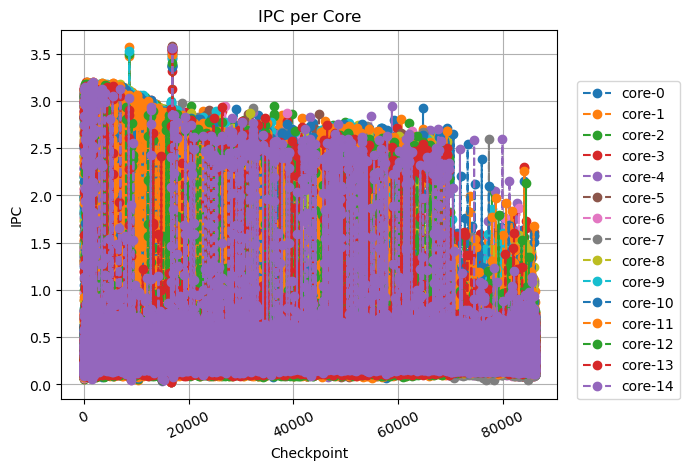 IPC per Core
IPC
3.5
3.0
2.5
2.0
1.5
1.0
0.5
0.0
0
20000
40000
60000
80000
Checkpoint
core-0
core-1
core-2
core-3
core-4
core-5
core-6
core-7
core-8
core-9
core-10
core-11
core-12
core-13
core-14